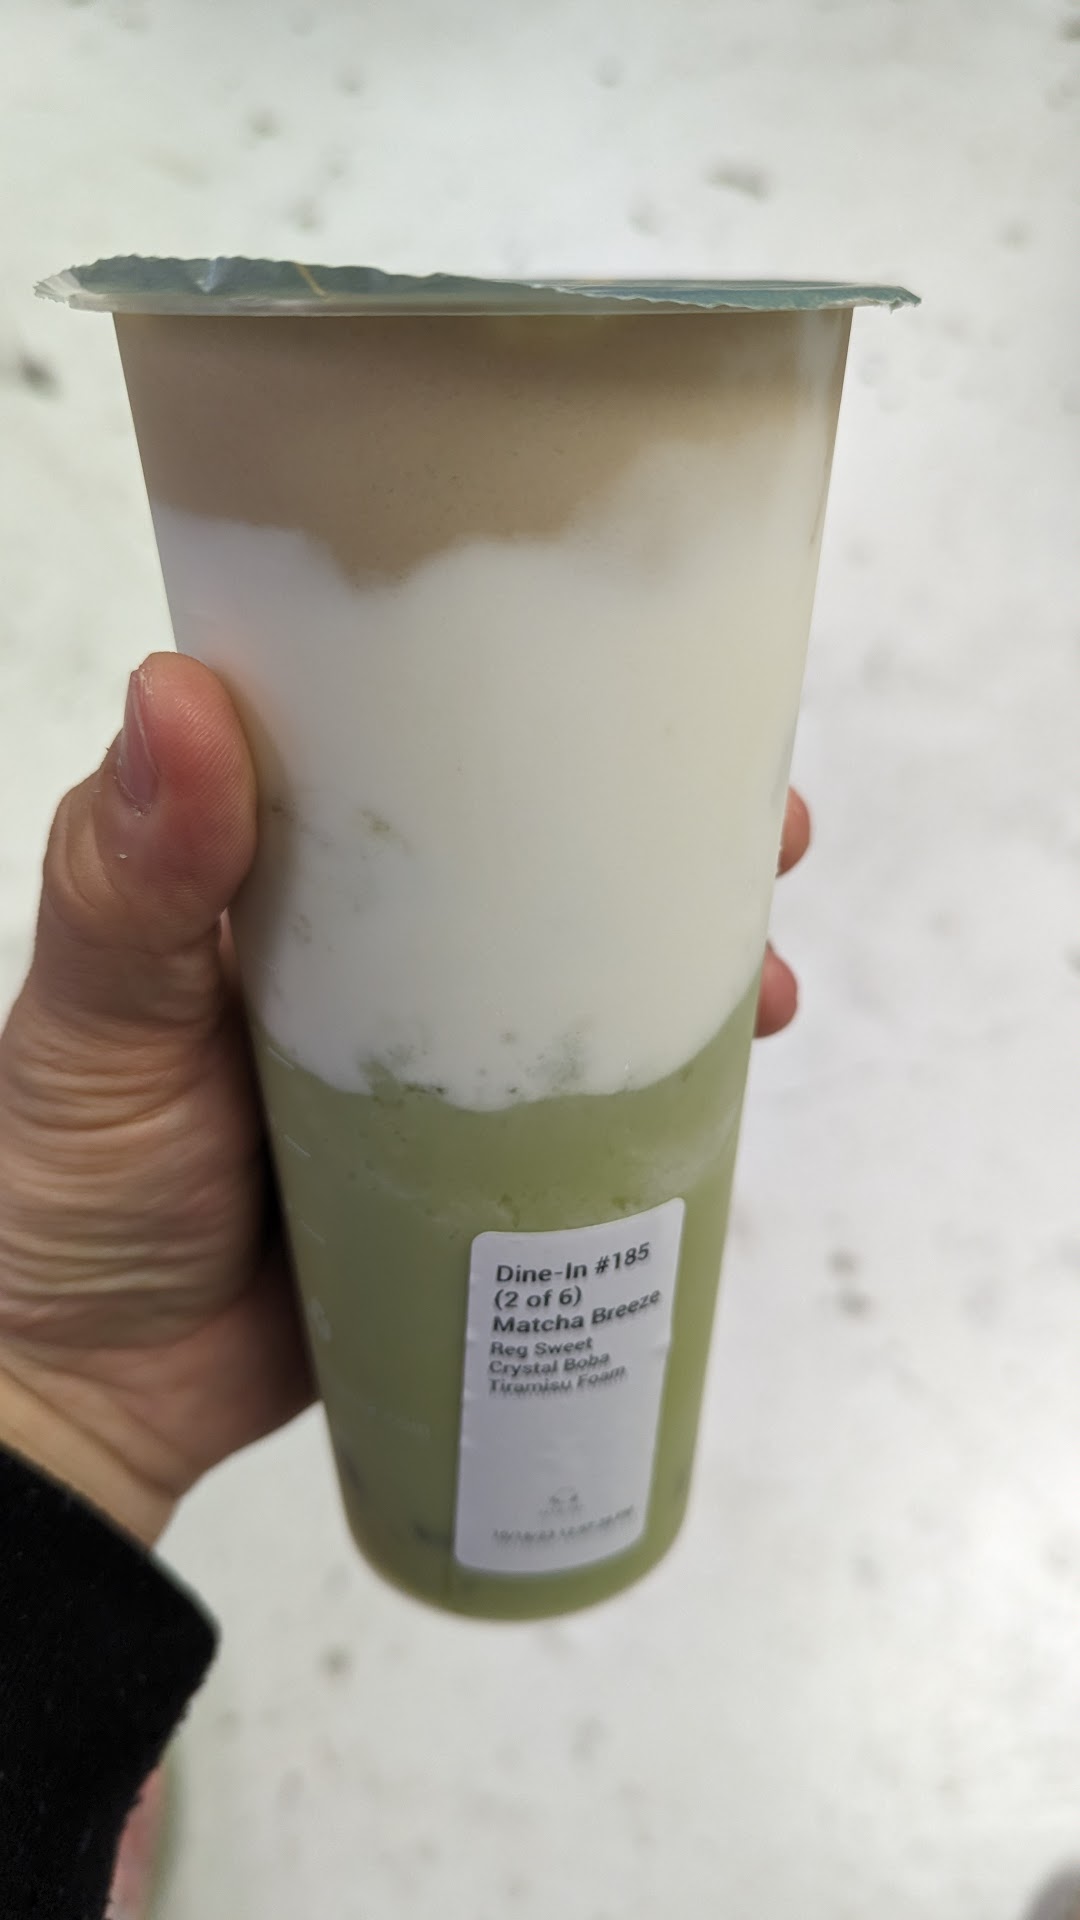 Dine-In #185
(2 of 6)
Matcha Breeze
Reg Sweet
Crystal Boba
Tiramisu Foam